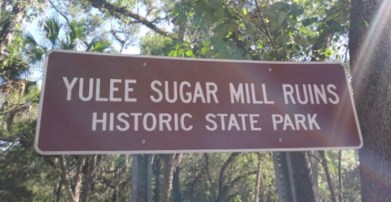 YULEE SUGAR MILL RUINS
HISTORIC STATE PARK